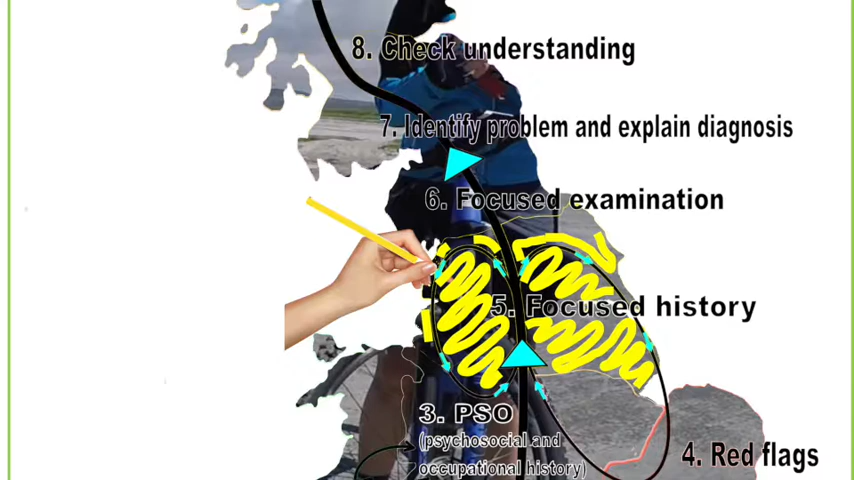 8. Check understanding
7. Identify problem and explain diagnosis
6. Focused examination
5. Focused history
3. PSO
(psychosocial and
occupational history)
4. Red flags